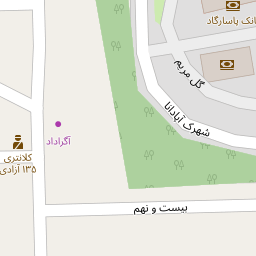 بانک پاسارگاد
گل مریم
شهرک آپادانا
آگراداد
کلانتری
۱۳۵ آزادی
بیست و نهم